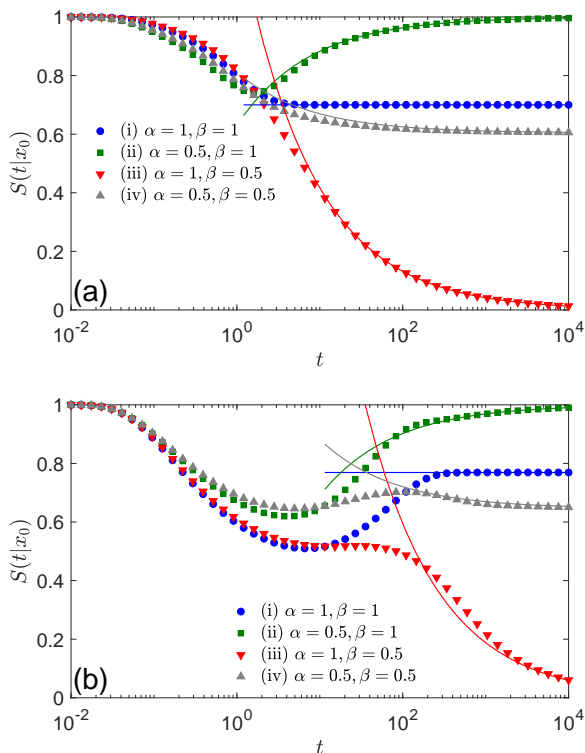 1
0.8
0.6
0.4
0.2
0
S(t|x₀)
(i) α = 1, β = 1
(ii) α = 0.5, β = 1
(iii) α = 1, β = 0.5
(iv) α = 0.5, β = 0.5
(a)
10⁻² 10⁰ 10² 10⁴
t
1
0.8
0.6
0.4
0.2
0
S(t|x₀)
(i) α = 1, β = 1
(ii) α = 0.5, β = 1
(iii) α = 1, β = 0.5
(iv) α = 0.5, β = 0.5
(b)
10⁻² 10⁰ 10² 10⁴
t